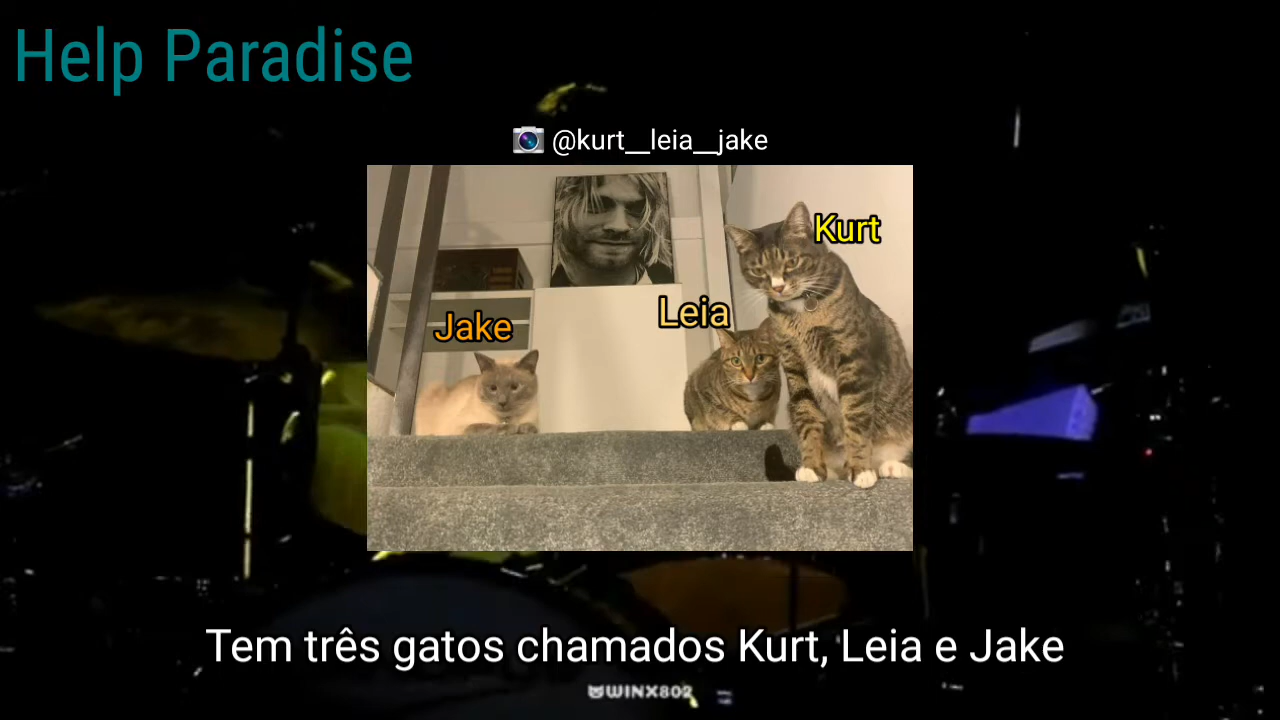 Help Paradise
@kurt__leia__jake
Kurt
Leia
Jake
Tem três gatos chamados Kurt, Leia e Jake
WINX802